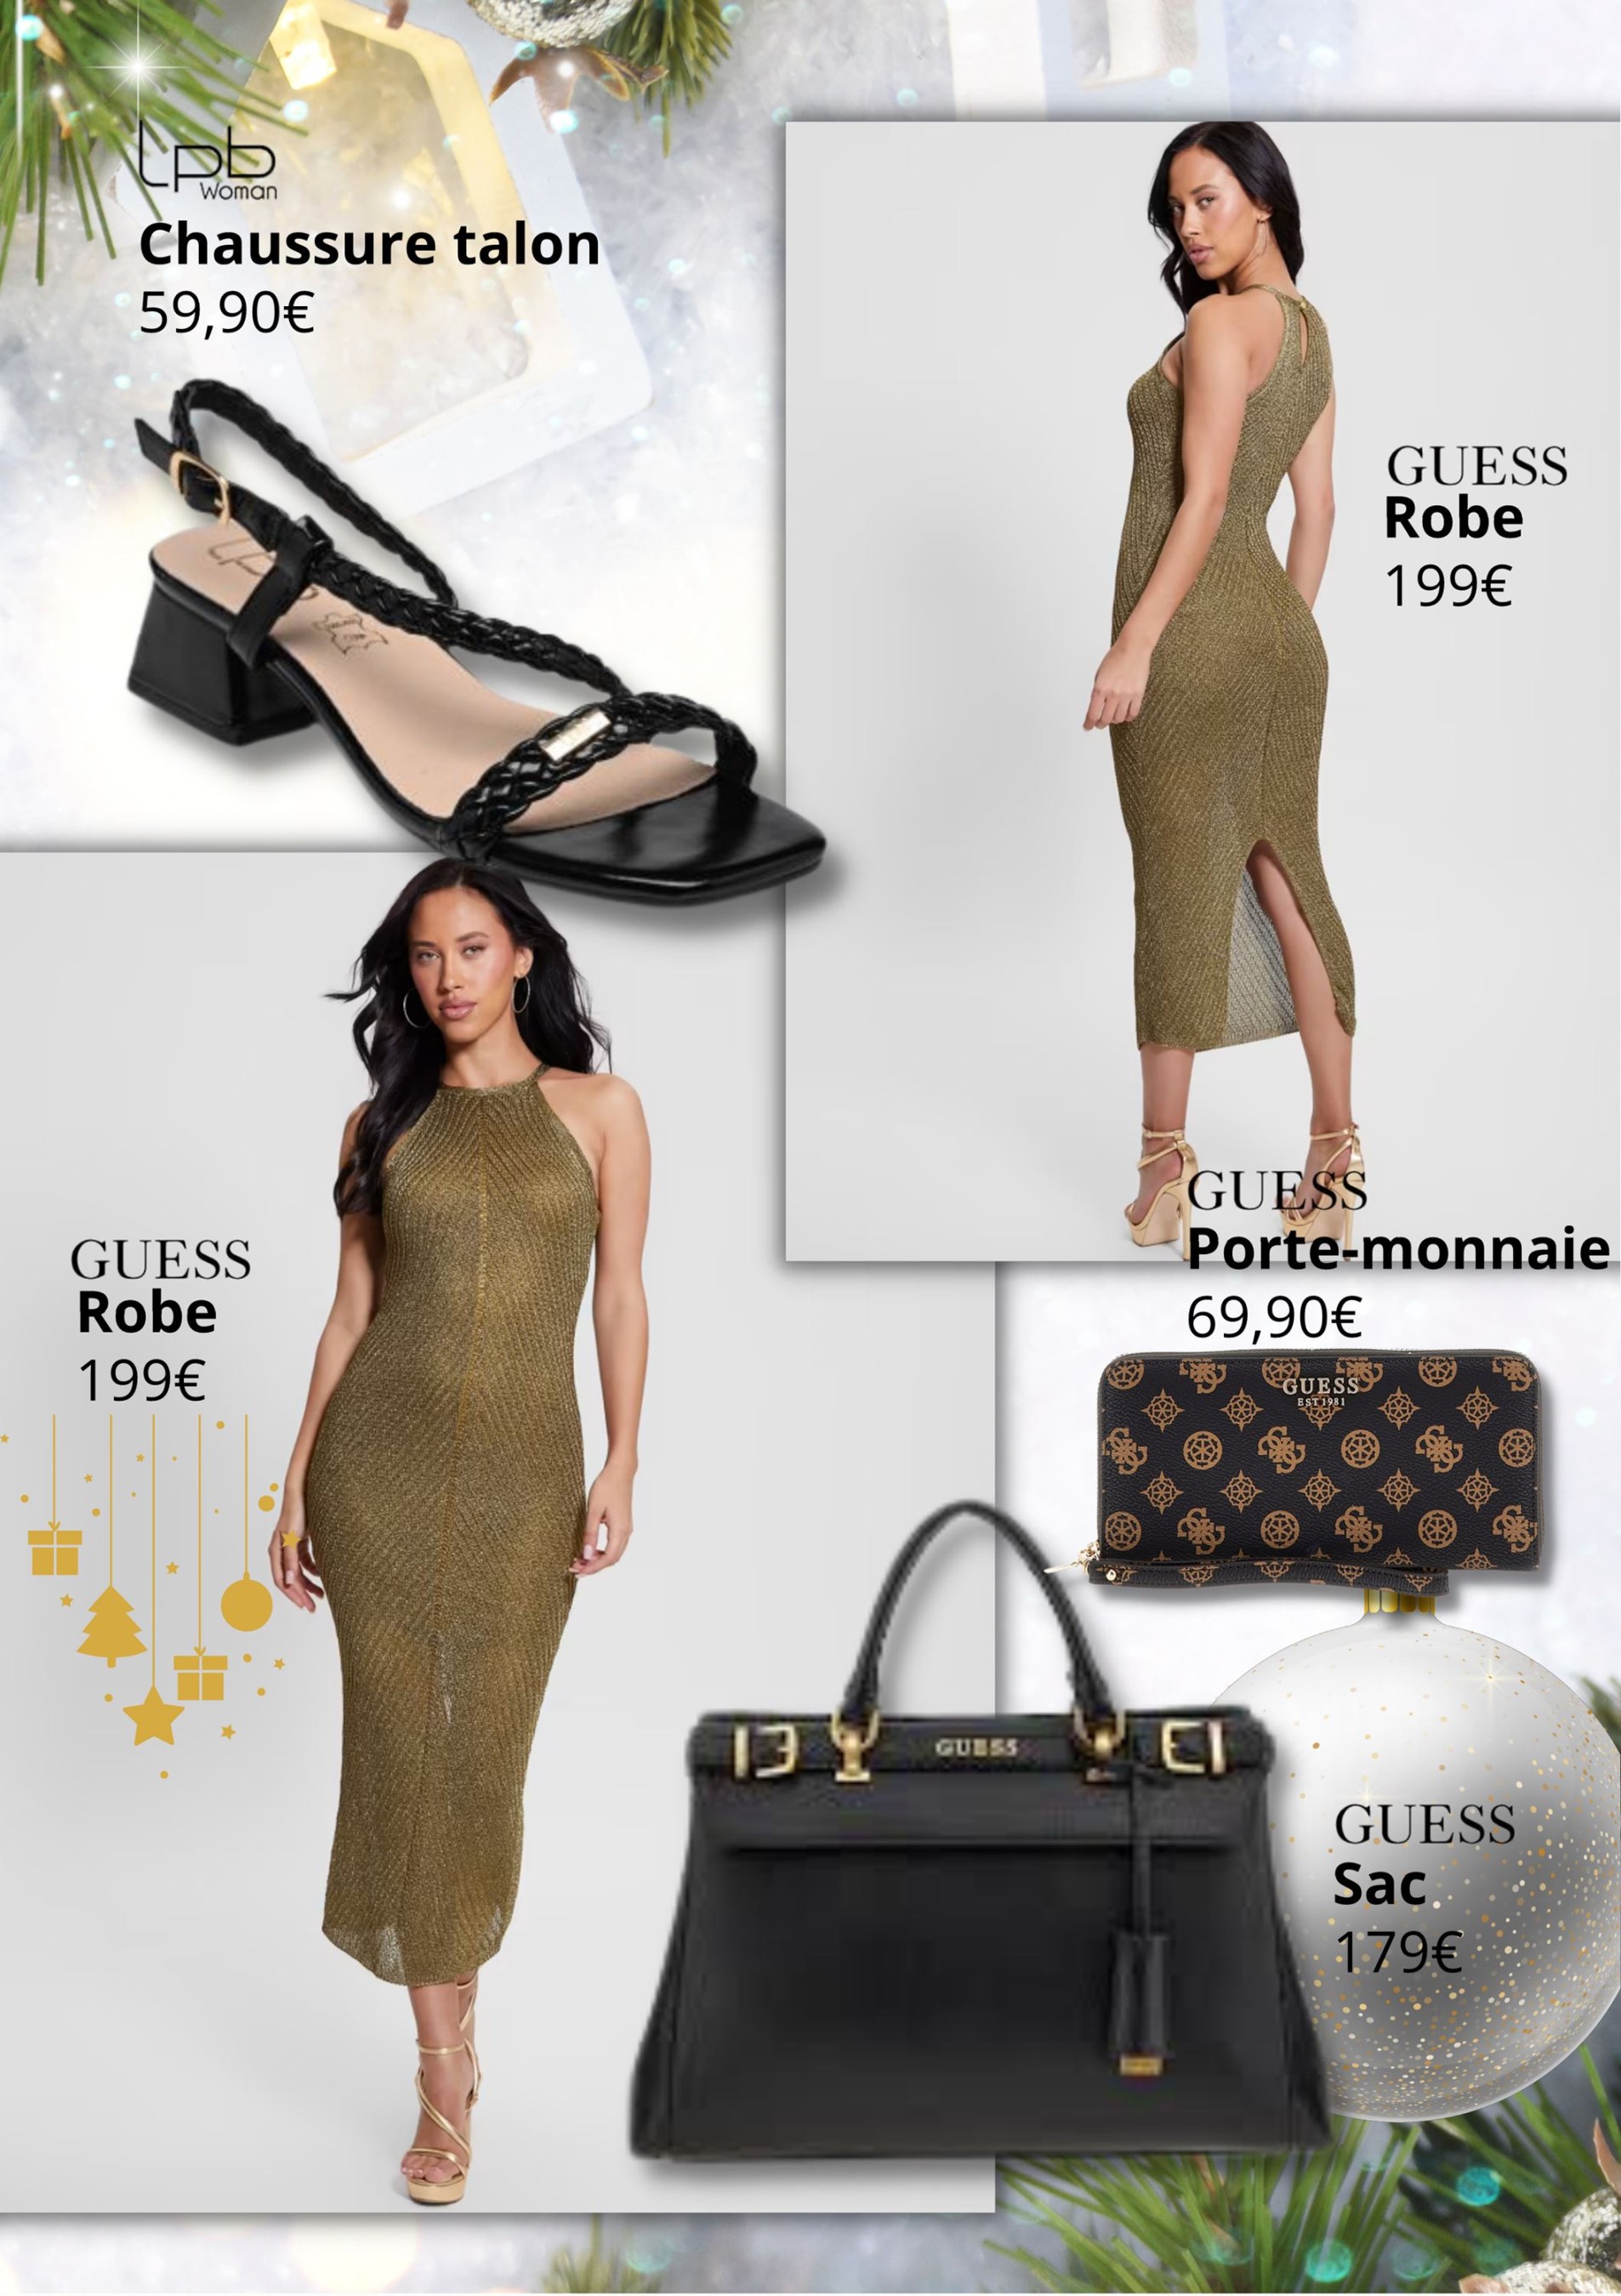 Lpb
Woman
Chaussure talon
59,90€
GUESS
Robe
199€
GUESS
Robe
199€
GUESS
Porte-monnaie
69,90€
GUESS
EST 1981
GUESS
GUESS
Sac
179€